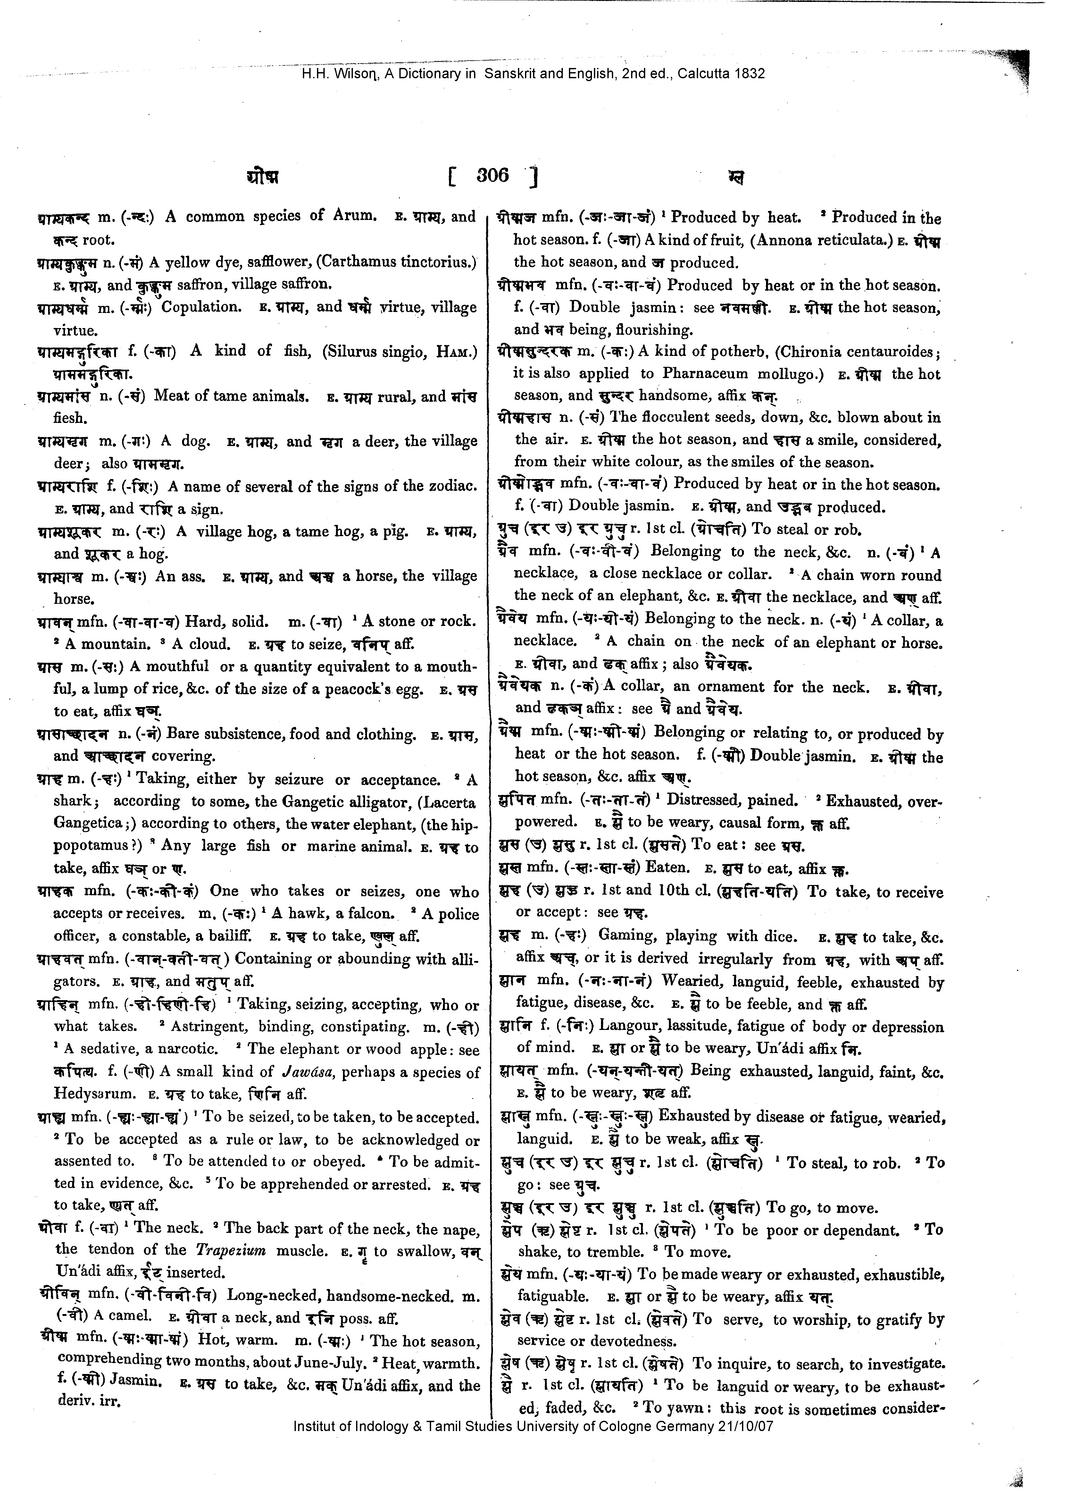 H.H. Wilson, A Dictionary in Sanskrit and English, 2nd ed., Calcutta 1832
ग्रीष्म [ 306 ] ग्ल
ग्राम्यकन्द m. (-न्दः) A common species of Arum. E. ग्राम्य, and
कन्द root.
ग्राम्यकुङ्कुम n. (-मं) A yellow dye, safflower, (Carthamus tinctorius.)
E. ग्राम्य, and कुङ्कुम saffron, village saffron.
ग्राम्यधर्म्म m. (-र्म्मः) Copulation. E. ग्राम्य, and धर्म्म virtue, village
virtue.
ग्राम्यमद्गुरिका f. (-का) A kind of fish, (Silurus singio, HAM.)
ग्राममद्गुरिका.
ग्राम्यमांस n. (-सं) Meat of tame animals. E. ग्राम्य rural, and मांस
flesh.
ग्राम्यमृग m. (-गः) A dog. E. ग्राम्य, and मृग a deer, the village
deer; also ग्राममृग.
ग्राम्यराशि f. (-शिः) A name of several of the signs of the zodiac.
E. ग्राम्य, and राशि a sign.
ग्राम्यशूकर m. (-रः) A village hog, a tame hog, a pig. E. ग्राम्य,
and शूकर a hog.
ग्राम्याश्व m. (-श्वः) An ass. E. ग्राम्य, and अश्व a horse, the village
horse.
ग्रावन् mfn. (-वा-वा-व) Hard, solid. m. (-वा) ¹ A stone or rock.
² A mountain. ³ A cloud. E. ग्रह to seize, वनिप् aff.
ग्रास m. (-सः) A mouthful or a quantity equivalent to a mouth-
ful, a lump of rice, &c. of the size of a peacock's egg. E. ग्रस
to eat, affix घञ्.
ग्रासाच्छादन n. (-नं) Bare subsistence, food and clothing. E. ग्रास,
and आच्छादन covering.
ग्राह m. (-हः) ¹ Taking, either by seizure or acceptance. ² A
shark; according to some, the Gangetic alligator, (Lacerta
Gangetica;) according to others, the water elephant, (the hip-
popotamus?) ³ Any large fish or marine animal. E. ग्रह to
take, affix घञ् or ण.
ग्राहक mfn. (-कः-की-कं) One who takes or seizes, one who
accepts or receives. m. (-कः) ¹ A hawk, a falcon. ² A police
officer, a constable, a bailiff. E. ग्रह to take, ण्वुल् aff.
ग्राहवत् mfn. (-वान्-वती-वत्) Containing or abounding with alli-
gators. E. ग्राह, and मतुप् aff.
ग्राहिन् mfn. (-ही-हिणी-हि) ¹ Taking, seizing, accepting, who or
what takes. ² Astringent, binding, constipating. m. (-ही)
¹ A sedative, a narcotic. ² The elephant or wood apple: see
कपित्थ. f. (-णी) A small kind of Jawása, perhaps a species of
Hedysarum. E. ग्रह to take, णिनि aff.
ग्राह्य mfn. (-ह्यः-ह्या-ह्यं) ¹ To be seized, to be taken, to be accepted.
² To be accepted as a rule or law, to be acknowledged or
assented to. ³ To be attended to or obeyed. ⁴ To be admit-
ted in evidence, &c. ⁵ To be apprehended or arrested. E. ग्रह
to take, ण्यत् aff.
ग्रीवा f. (-वा) ¹ The neck. ² The back part of the neck, the nape,
the tendon of the Trapezium muscle. E. गॄ to swallow, वन्
Un'ádi affix, ईट् inserted.
ग्रीविन् mfn. (-वी-विनी-वि) Long-necked, handsome-necked. m.
(-वी) A camel. E. ग्रीवा a neck, and इनि poss. aff.
ग्रीष्म mfn. (-ष्मः-ष्मा-ष्मं) Hot, warm. m. (-ष्मः) ¹ The hot season,
comprehending two months, about June-July. ² Heat, warmth.
f. (-ष्मी) Jasmin. E. ग्रस to take, &c. मक् Un'ádi affix, and the
deriv. irr.
ग्रीष्मज mfn. (-जः-जा-जं) ¹ Produced by heat. ² Produced in the
hot season. f. (-जा) A kind of fruit, (Annona reticulata.) E. ग्रीष्म
the hot season, and ज produced.
ग्रीष्मभव mfn. (-वः-वा-वं) Produced by heat or in the hot season.
f. (-वा) Double jasmin: see नवमल्ली. E. ग्रीष्म the hot season,
and भव being, flourishing.
ग्रीष्मसुन्दरक m. (-कः) A kind of potherb, (Chironia centauroides;
it is also applied to Pharnaceum mollugo.) E. ग्रीष्म the hot
season, and सुन्दर handsome, affix कन्.
ग्रीष्महास n. (-सं) The flocculent seeds, down, &c. blown about in
the air. E. ग्रीष्म the hot season, and हास a smile, considered,
from their white colour, as the smiles of the season.
ग्रीष्मोद्भव mfn. (-वः-वा-वं) Produced by heat or in the hot season.
f. (-वा) Double jasmin. E. ग्रीष्म, and उद्भव produced.
ग्रुच (इर उ) इर ग्रुचु r. 1st cl. (ग्रोचति) To steal or rob.
ग्रैव mfn. (-वः-वी-वं) Belonging to the neck, &c. n. (-वं) ¹ A
necklace, a close necklace or collar. ² A chain worn round
the neck of an elephant, &c. E. ग्रीवा the necklace, and अण् aff.
ग्रैवेय mfn. (-यः-यी-यं) Belonging to the neck. n. (-यं) ¹ A collar, a
necklace. ² A chain on the neck of an elephant or horse.
E. ग्रीवा, and ढक् affix; also ग्रैवेयक.
ग्रैवेयक n. (-कं) A collar, an ornament for the neck. E. ग्रीवा,
and ढकञ् affix: see ग्रै and ग्रैवेय.
ग्रैष्म mfn. (-ष्मः-ष्मी-ष्मं) Belonging or relating to, or produced by
heat or the hot season. f. (-ष्मी) Double jasmin. E. ग्रीष्म the
hot season, &c. affix अण्.
ग्लपित mfn. (-तः-ता-तं) ¹ Distressed, pained. ² Exhausted, over-
powered. E. ग्लै to be weary, causal form, क्त aff.
ग्लस (उ) ग्लसु r. 1st cl. (ग्लसते) To eat: see ग्रस.
ग्लस्त mfn. (-स्तः-स्ता-स्तं) Eaten. E. ग्लस to eat, affix क्त.
ग्लह (उ) ग्लहु r. 1st and 10th cl. (ग्लहति-यति) To take, to receive
or accept: see ग्रह.
ग्लह m. (-हः) Gaming, playing with dice. E. ग्लह to take, &c.
affix अच्, or it is derived irregularly from ग्रह, with अप् aff.
ग्लान mfn. (-नः-ना-नं) Wearied, languid, feeble, exhausted by
fatigue, disease, &c. E. ग्लै to be feeble, and क्त aff.
ग्लानि f. (-निः) Langour, lassitude, fatigue of body or depression
of mind. E. ग्ला or ग्लै to be weary, Un'ádi affix नि.
ग्लायत् mfn. (-यन्-यन्ती-यत्) Being exhausted, languid, faint, &c.
E. ग्लै to be weary, शतृ aff.
ग्लास्नु mfn. (-स्नुः-स्नुः-स्नु) Exhausted by disease or fatigue, wearied,
languid. E. ग्लै to be weak, affix स्नु.
ग्लुच (इर उ) इर ग्लुचु r. 1st cl. (ग्लोचति) ¹ To steal, to rob. ² To
go: see ग्रुच.
ग्लुञ्च (इर उ) इर ग्लुञ्चु r. 1st cl. (ग्लुञ्चति) To go, to move.
ग्लेप (ऋ) ग्लेपृ r. 1st cl. (ग्लेपते) ¹ To be poor or dependant. ² To
shake, to tremble. ³ To move.
ग्लेय mfn. (-यः-या-यं) To be made weary or exhausted, exhaustible,
fatiguable. E. ग्ला or ग्लै to be weary, affix यत्.
ग्लेव (ऋ) ग्लेवृ r. 1st cl. (ग्लेवते) To serve, to worship, to gratify by
service or devotedness.
ग्लेष (ऋ) ग्लेषृ r. 1st cl. (ग्लेषते) To inquire, to search, to investigate.
ग्लै r. 1st cl. (ग्लायति) ¹ To be languid or weary, to be exhaust-
ed, faded, &c. ² To yawn: this root is sometimes consider-
Institut of Indology & Tamil Studies University of Cologne Germany 21/10/07